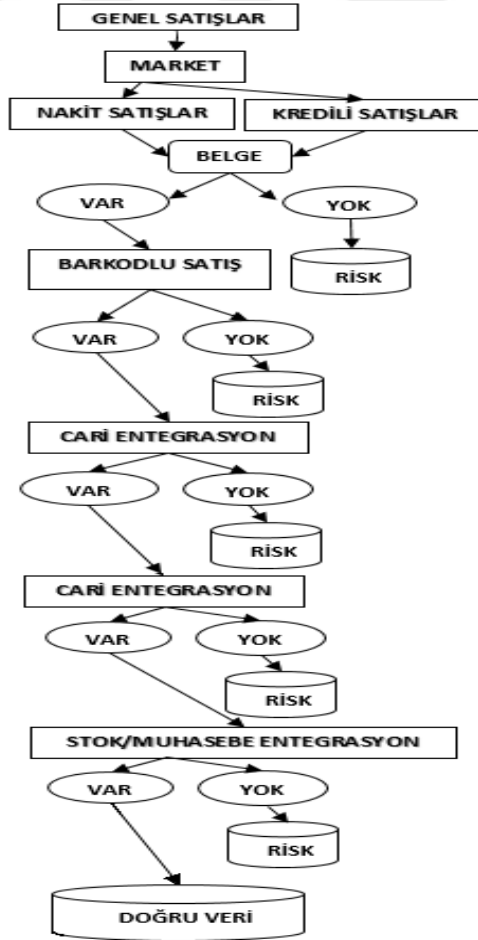 GENEL SATIŞLAR
MARKET
NAKİT SATIŞLAR
KREDİLİ SATIŞLAR
BELGE
VAR
YOK
BARKODLU SATIŞ
RİSK
VAR
YOK
RİSK
CARİ ENTEGRASYON
VAR
YOK
RİSK
CARİ ENTEGRASYON
VAR
YOK
RİSK
STOK/MUHASEBE ENTEGRASYON
VAR
YOK
RİSK
DOĞRU VERİ